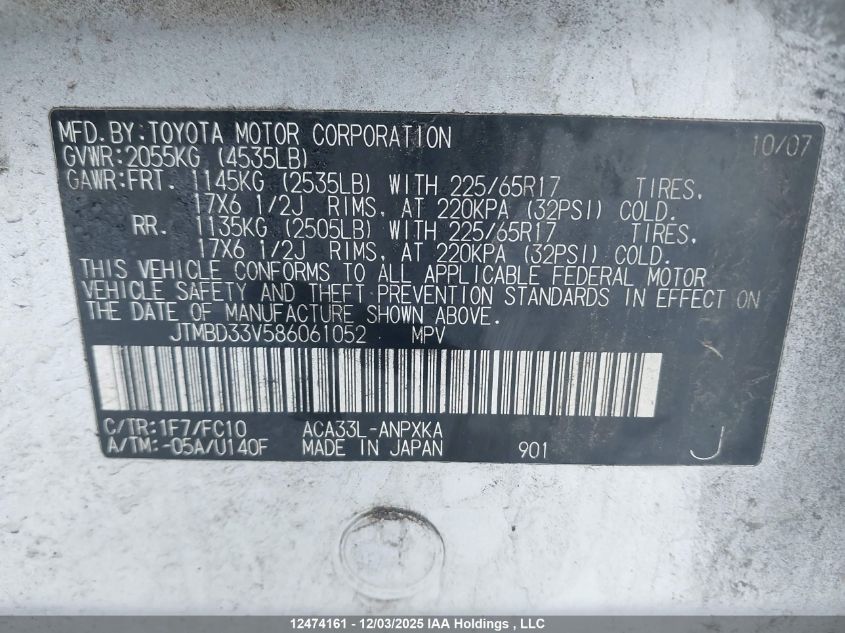 MFD.BY:TOYOTA MOTOR CORPORATION 10/07
GVWR:2055KG (4535LB)
GAWR:FRT. 1145KG (2535LB) WITH 225/65R17 TIRES,
17X6 1/2J RIMS, AT 220KPA (32PSI) COLD.
RR. 1135KG (2505LB) WITH 225/65R17 TIRES,
17X6 1/2J RIMS, AT 220KPA (32PSI) COLD.
THIS VEHICLE CONFORMS TO ALL APPLICABLE FEDERAL MOTOR
VEHICLE SAFETY AND THEFT PREVENTION STANDARDS IN EFFECT ON
THE DATE OF MANUFACTURE SHOWN ABOVE.
JTMBD33V586061052 MPV
C/TR:1F7/FC10 ACA33L-ANPXKA
A/TM:-05A/U140F MADE IN JAPAN 901 J
12474161 - 12/03/2025 IAA Holdings , LLC